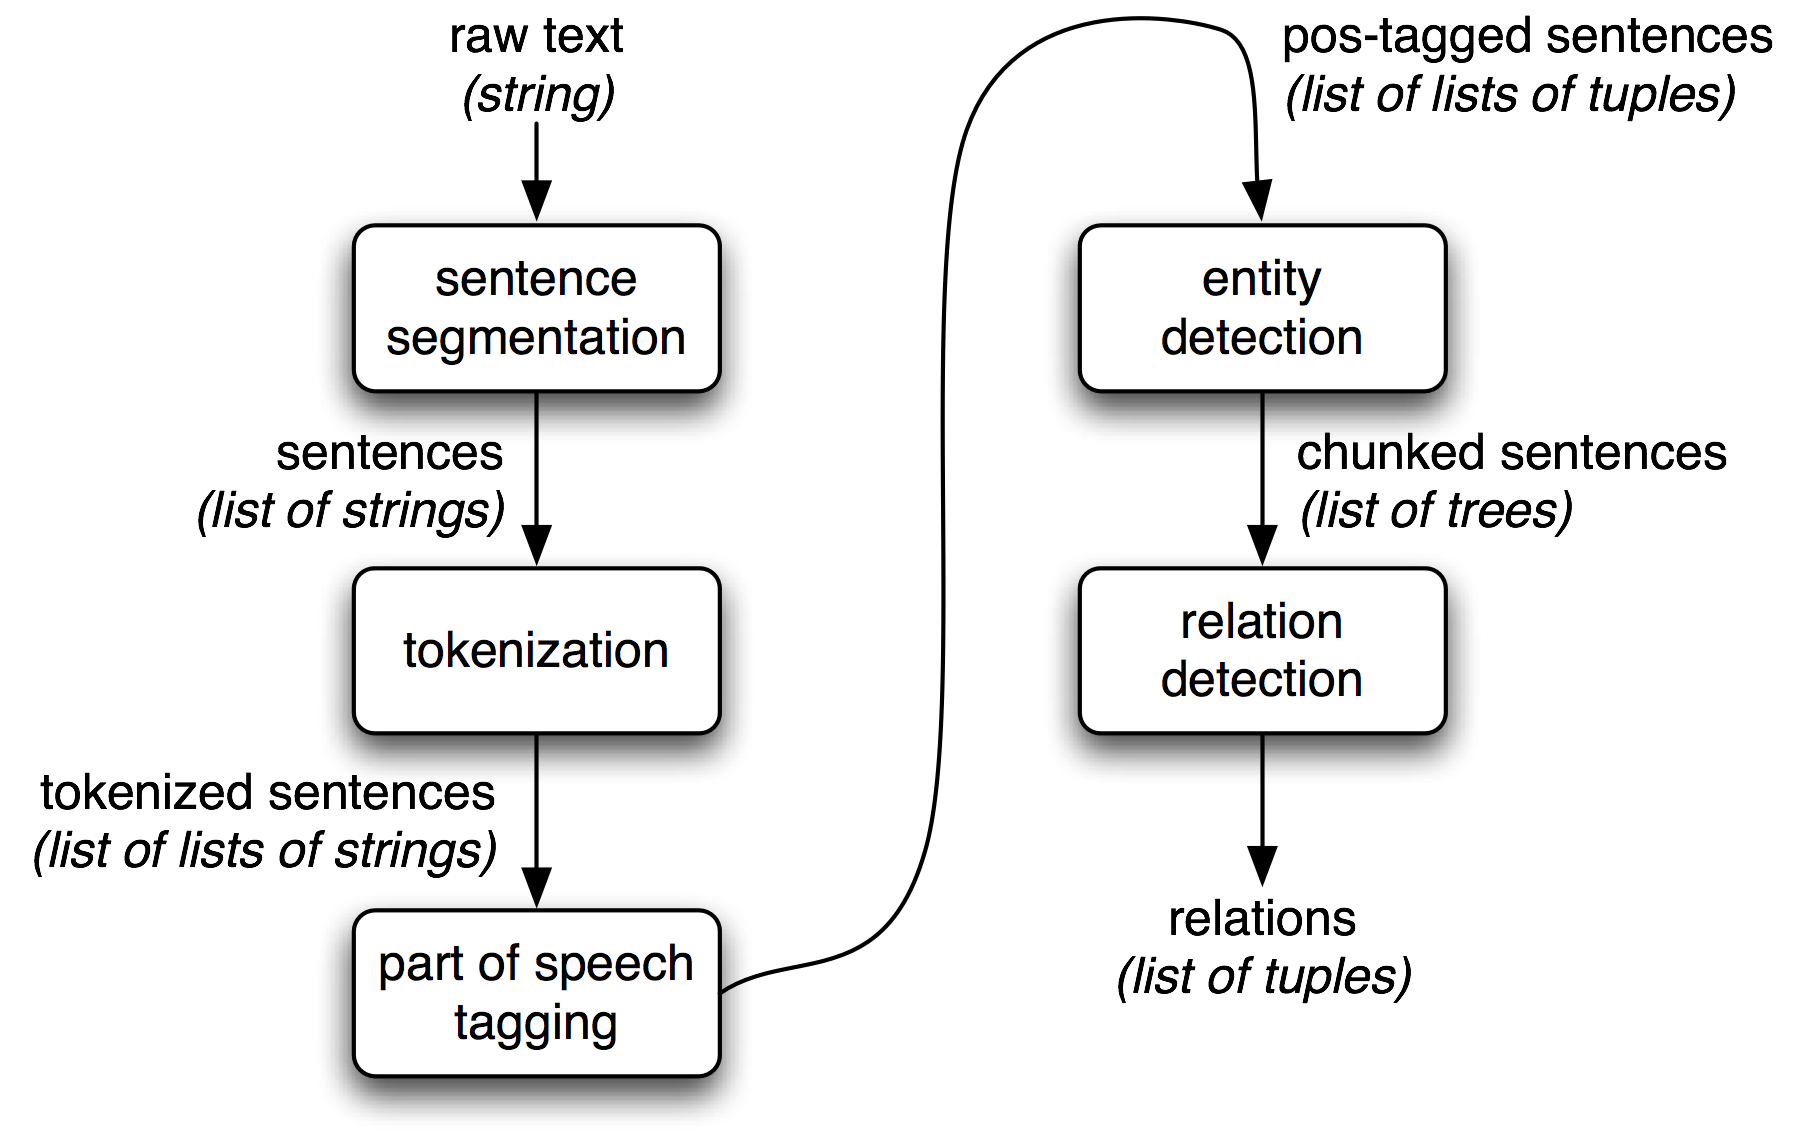 raw text
(string)
sentence
segmentation
sentences
(list of strings)
tokenization
tokenized sentences
(list of lists of strings)
part of speech
tagging
pos-tagged sentences
(list of lists of tuples)
entity
detection
chunked sentences
(list of trees)
relation
detection
relations
(list of tuples)